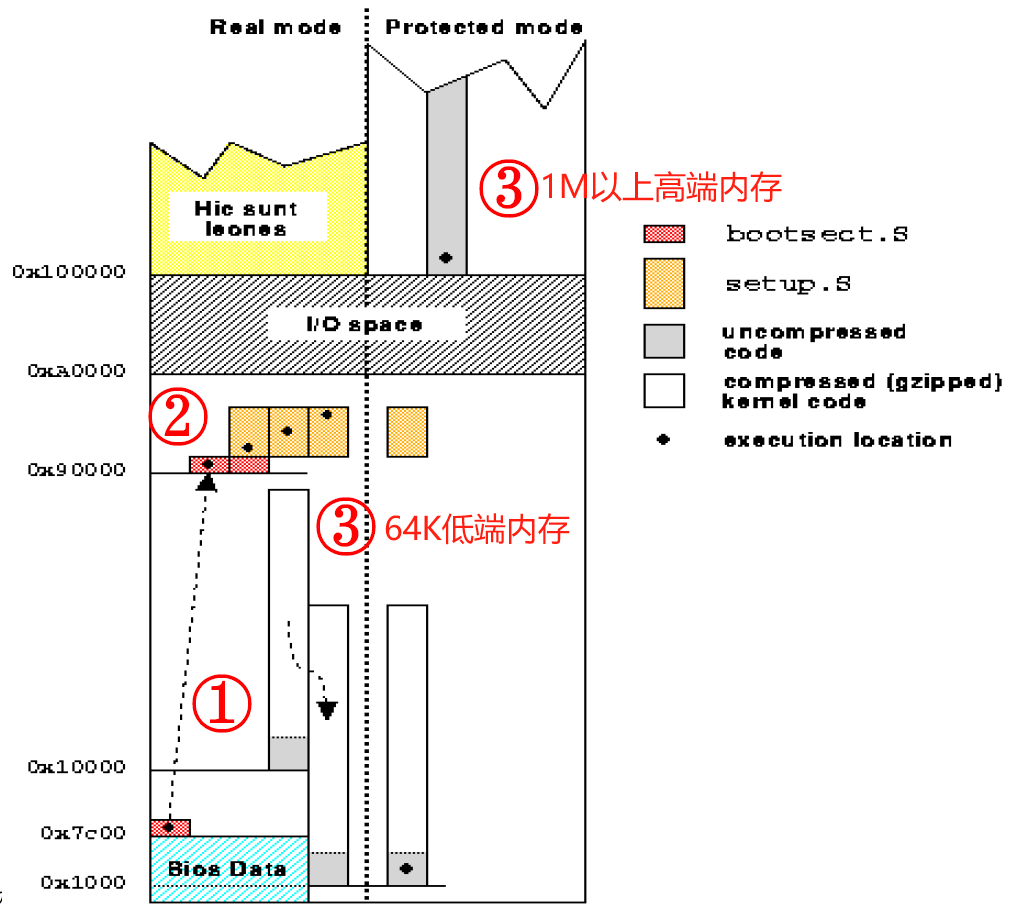 Real mode
Protected mode
③1M以上高端内存
Hic sunt
leones
bootsect.S
0x100000
setup.S
I/O space
uncompressed
code
0xA0000
compressed (gzipped)
kernel code
②
execution location
0x90000
③ 64K低端内存
①
0x10000
0x7c00
Bios Data
0x1000